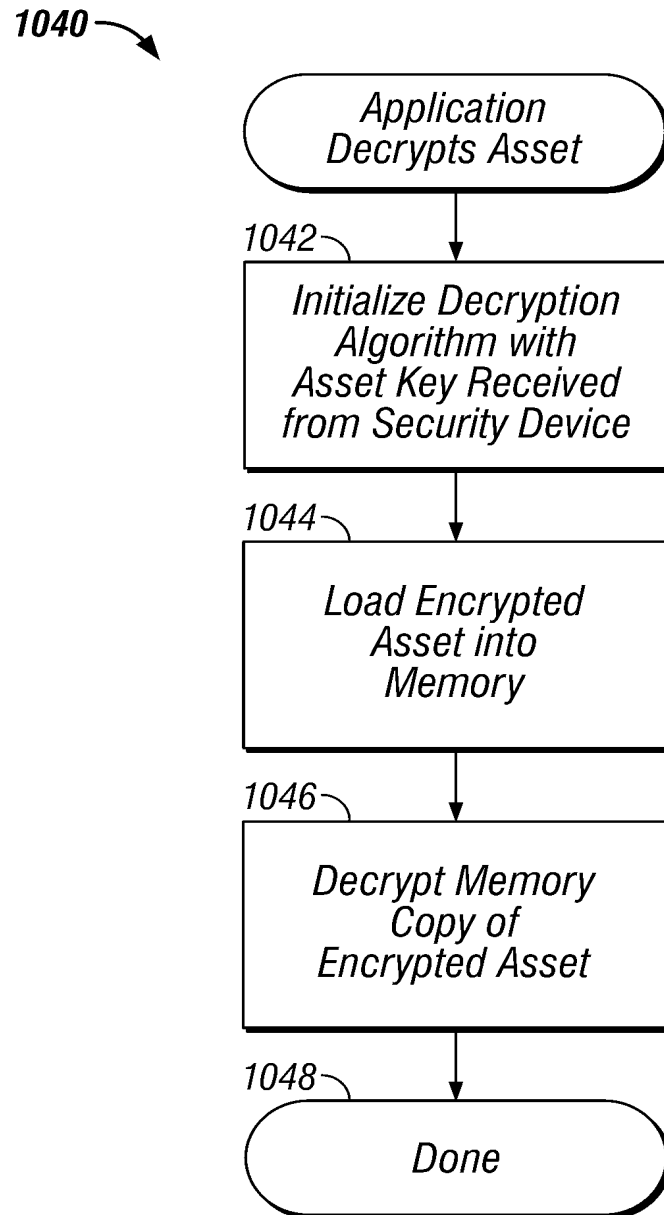 1040
Application
Decrypts Asset
1042
Initialize Decryption
Algorithm with
Asset Key Received
from Security Device
1044
Load Encrypted
Asset into
Memory
1046
Decrypt Memory
Copy of
Encrypted Asset
1048
Done